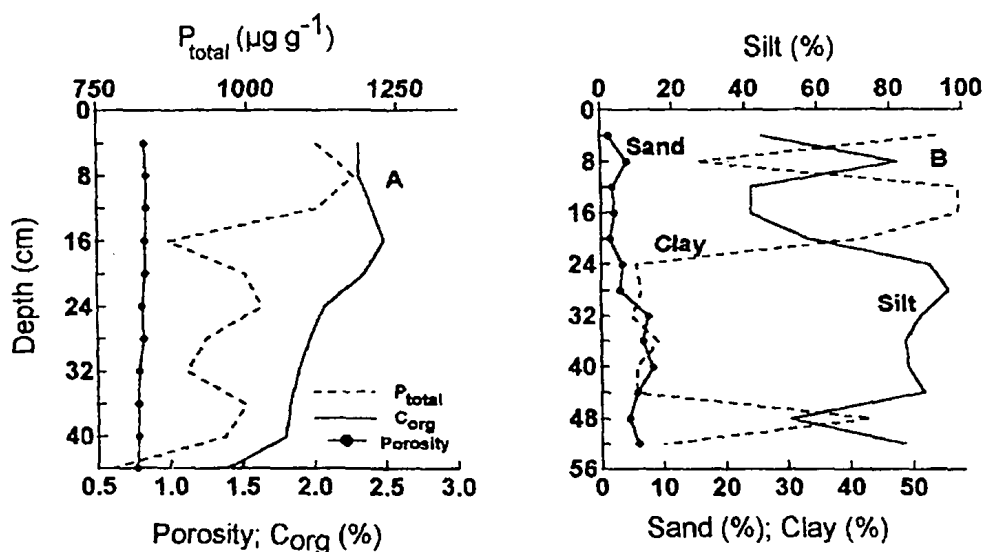 P_total (µg g⁻¹)
750 1000 1250
0
8
16
24
32
40
Depth (cm)
A
P_total
C_org
Porosity
0.5 1.0 1.5 2.0 2.5 3.0
Porosity; C_org (%)
Silt (%)
0 20 40 60 80 100
0
8
16
24
32
40
48
56
Sand
B
Clay
Silt
0 10 20 30 40 50
Sand (%); Clay (%)